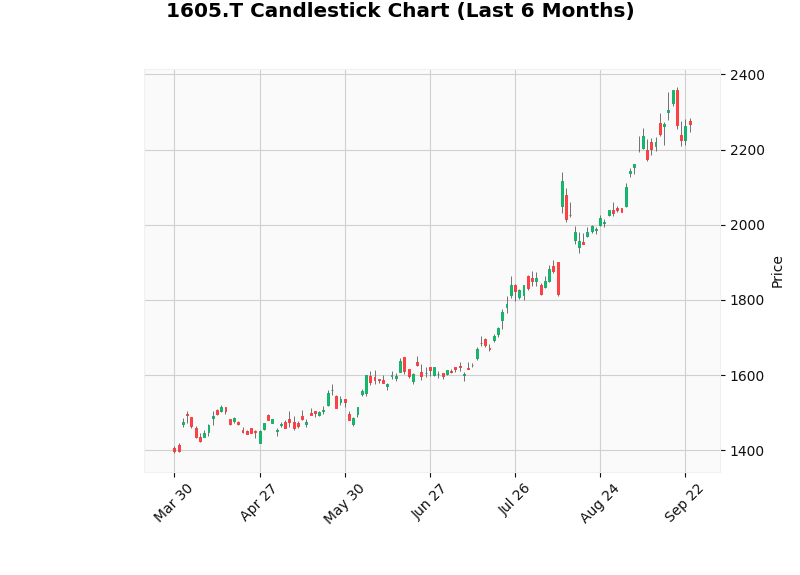 1605.T Candlestick Chart (Last 6 Months)
2400
2200
2000
1800
1600
1400
Price
Mar 30
Apr 27
May 30
Jun 27
Jul 26
Aug 24
Sep 22